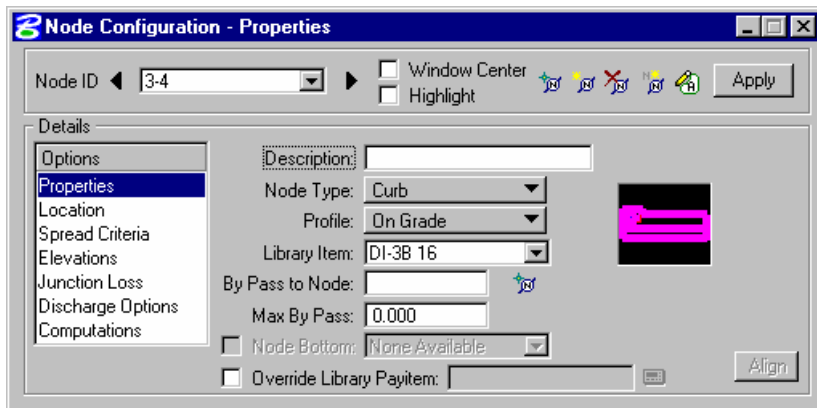 Node Configuration - Properties
Node ID 3-4 Window Center Apply
Highlight
Details
Options
Properties
Location
Spread Criteria
Elevations
Junction Loss
Discharge Options
Computations
Description:
Node Type: Curb
Profile: On Grade
Library Item: DI-3B 16
By Pass to Node:
Max By Pass: 0.000
Node Bottom: None Available
Override Library Payitem:
Align